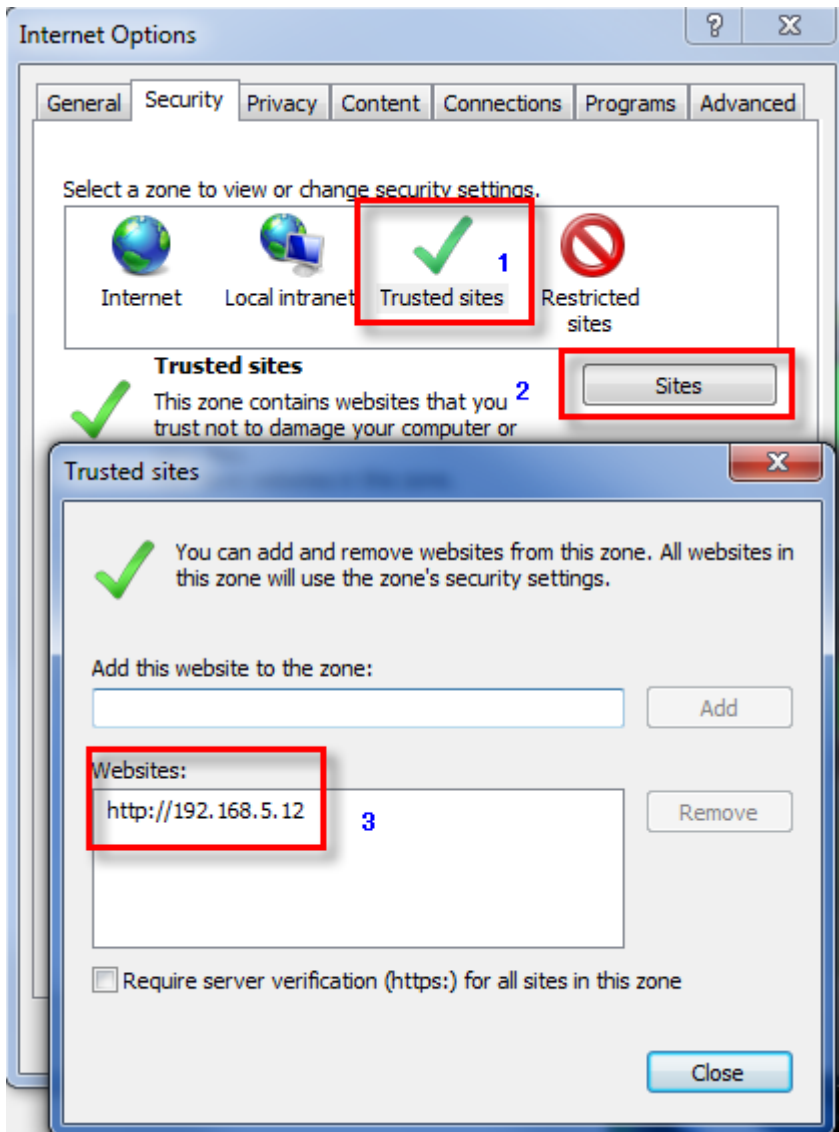 Internet Options
?
General Security Privacy Content Connections Programs Advanced
Select a zone to view or change security settings.
1
Internet Local intranet Trusted sites Restricted
sites
Trusted sites
2 Sites
This zone contains websites that you
trust not to damage your computer or
Trusted sites
You can add and remove websites from this zone. All websites in
this zone will use the zone's security settings.
Add this website to the zone:
Add
Websites:
http://192.168.5.12
3
Remove
Require server verification (https:) for all sites in this zone
Close